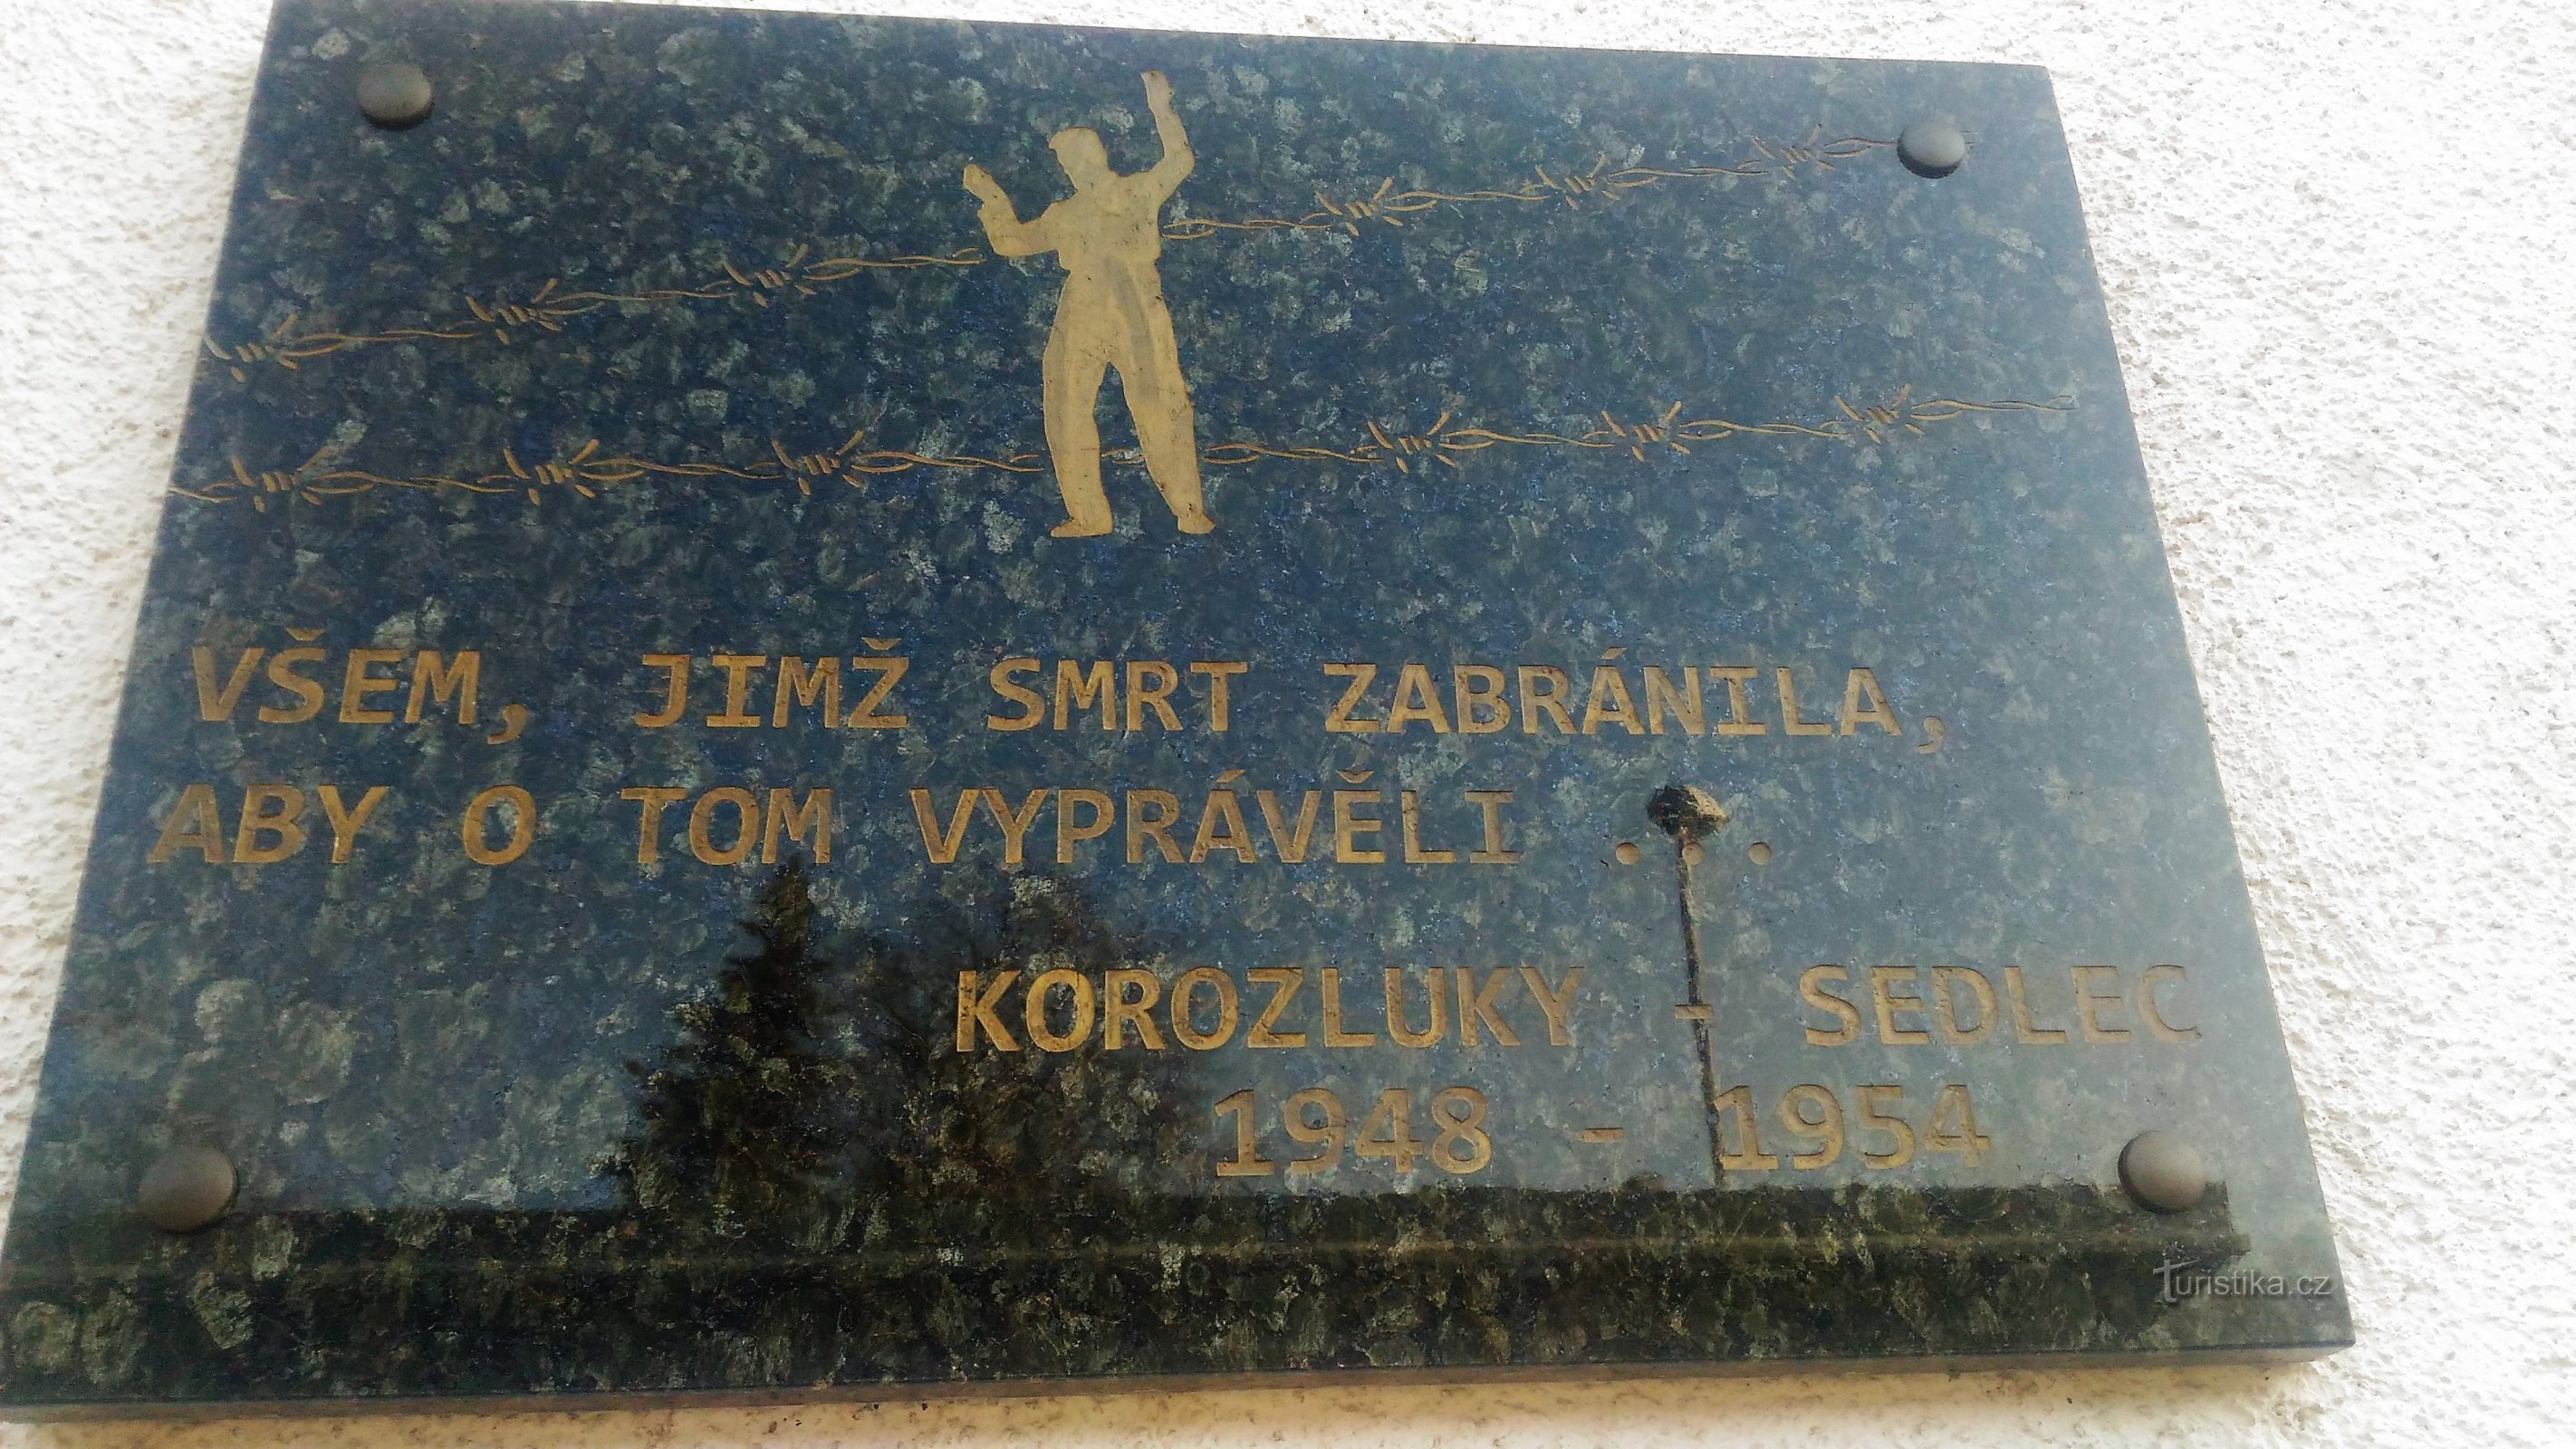 VŠEM, JIMŽ SMRT ZABRÁNILA,
ABY O TOM VYPRÁVĚLI ...
KOROZLUKY - SEDLEC
1948 - 1954
Turistika.cz